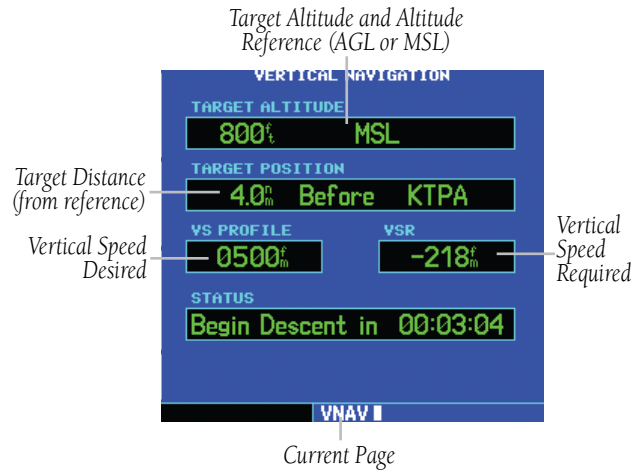 Target Altitude and Altitude
Reference (AGL or MSL)
VERTICAL NAVIGATION
TARGET ALTITUDE
800ft MSL
TARGET POSITION
Target Distance
(from reference)
4.0nm Before KTPA
VS PROFILE VSR
Vertical Speed
Desired
0500fm -218fm
Vertical
Speed
Required
STATUS
Begin Descent in 00:03:04
VNAV
Current Page